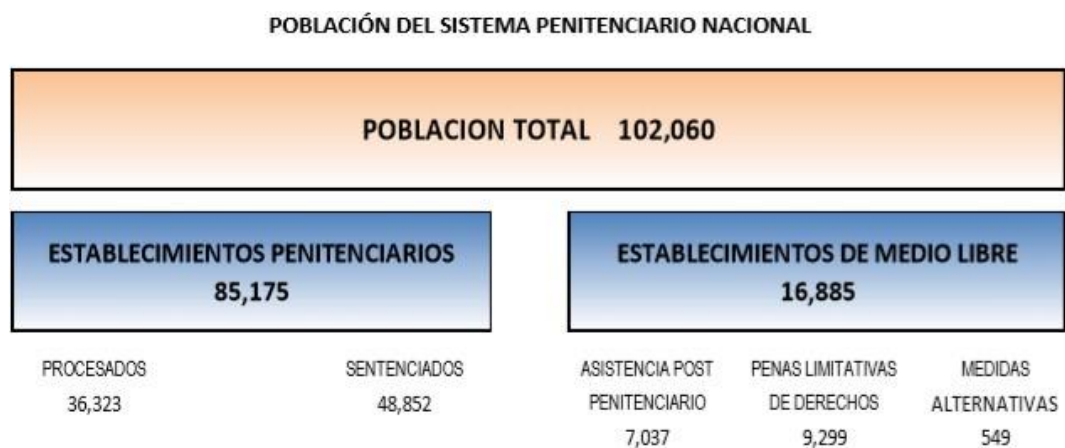 POBLACIÓN DEL SISTEMA PENITENCIARIO NACIONAL
POBLACION TOTAL 102,060
ESTABLECIMIENTOS PENITENCIARIOS
85,175
ESTABLECIMIENTOS DE MEDIO LIBRE
16,885
PROCESADOS
36,323
SENTENCIADOS
48,852
ASISTENCIA POST
PENITENCIARIO
7,037
PENAS LIMITATIVAS
DE DERECHOS
9,299
MEDIDAS
ALTERNATIVAS
549